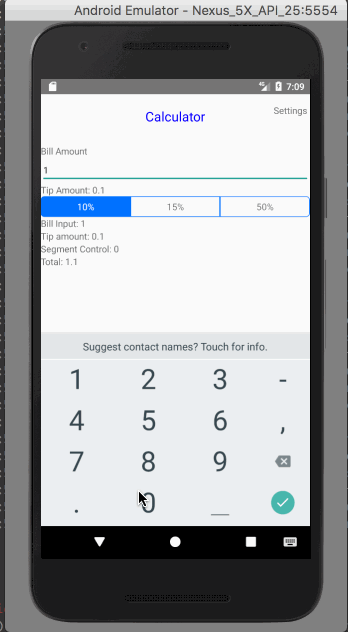 Android Emulator - Nexus_5X_API_25:5554
4G 7:09
Calculator
Settings
Bill Amount
1
Tip Amount: 0.1
10% 15% 50%
Bill Input: 1
Tip amount: 0.1
Segment Control: 0
Total: 1.1
Suggest contact names? Touch for info.
1 2 3 -
4 5 6 ,
7 8 9
. 0 _